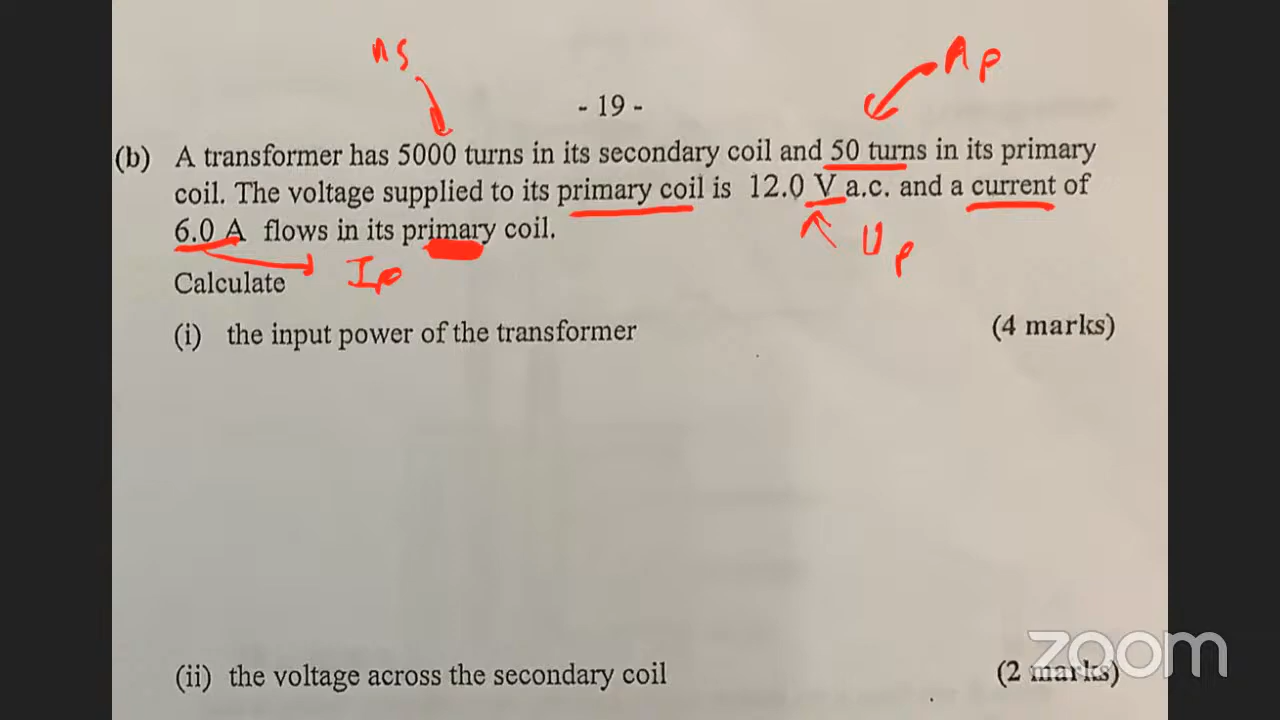 ns
np
- 19 -
(b) A transformer has 5000 turns in its secondary coil and 50 turns in its primary
coil. The voltage supplied to its primary coil is 12.0 V a.c. and a current of
6.0 A flows in its primary coil.
Vp
Ip
Calculate
(i) the input power of the transformer (4 marks)
(ii) the voltage across the secondary coil (2 marks)
zoom